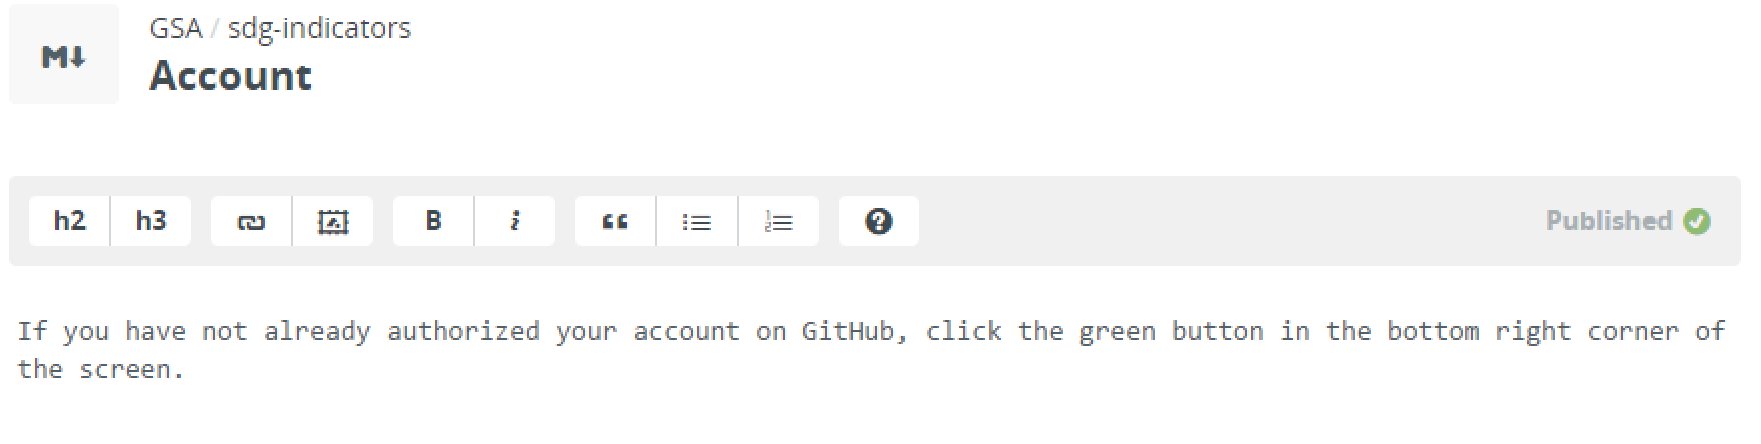 GSA / sdg-indicators
M↓
Account
h2 h3 B i “ Published
If you have not already authorized your account on GitHub, click the green button in the bottom right corner of
the screen.